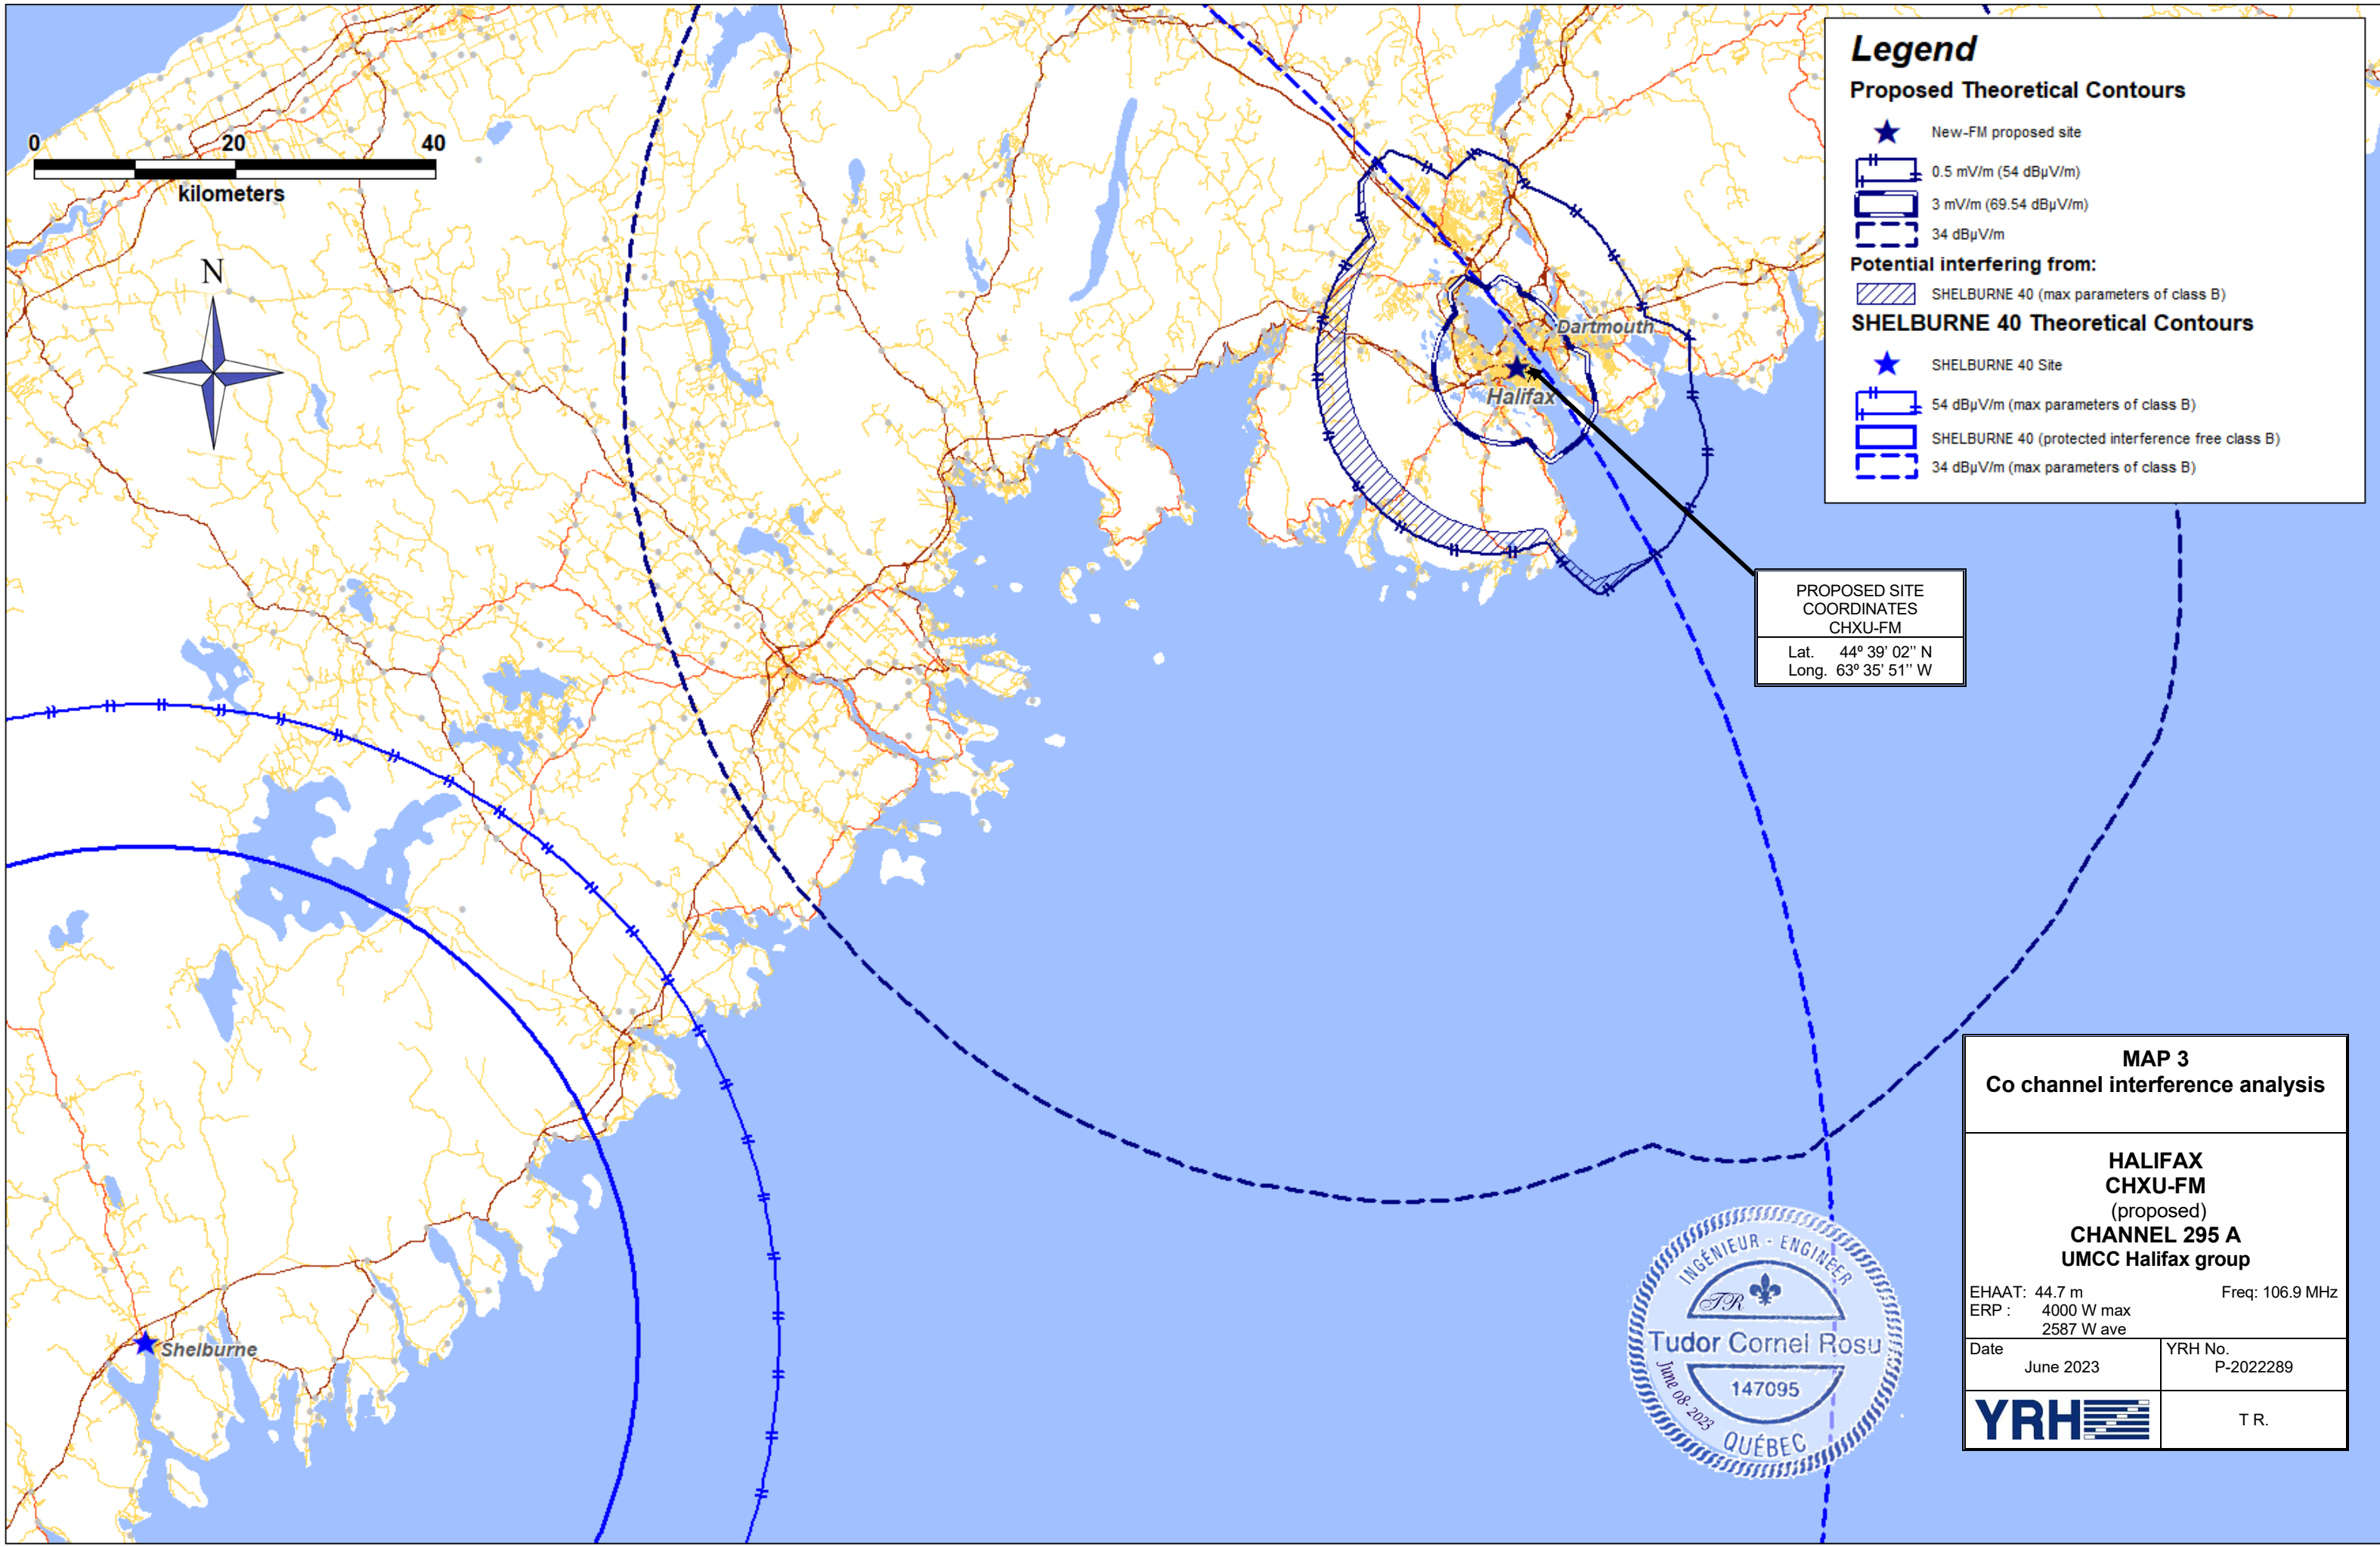 0 20 40
kilometers
N
Legend
Proposed Theoretical Contours
New-FM proposed site
0.5 mV/m (54 dBµV/m)
3 mV/m (69.54 dBµV/m)
34 dBµV/m
Potential interfering from:
SHELBURNE 40 (max parameters of class B)
SHELBURNE 40 Theoretical Contours
SHELBURNE 40 Site
54 dBµV/m (max parameters of class B)
SHELBURNE 40 (protected interference free class B)
34 dBµV/m (max parameters of class B)
Dartmouth
Halifax
PROPOSED SITE
COORDINATES
CHXU-FM
Lat. 44º 39' 02'' N
Long. 63º 35' 51'' W
Shelburne
INGÉNIEUR - ENGINEER
TR
Tudor Cornel Rosu
147095
June 08- 2023
QUÉBEC
MAP 3
Co channel interference analysis
HALIFAX
CHXU-FM
(proposed)
CHANNEL 295 A
UMCC Halifax group
EHAAT: 44.7 m Freq: 106.9 MHz
ERP : 4000 W max
2587 W ave
Date YRH No.
June 2023 P-2022289
YRH T R.